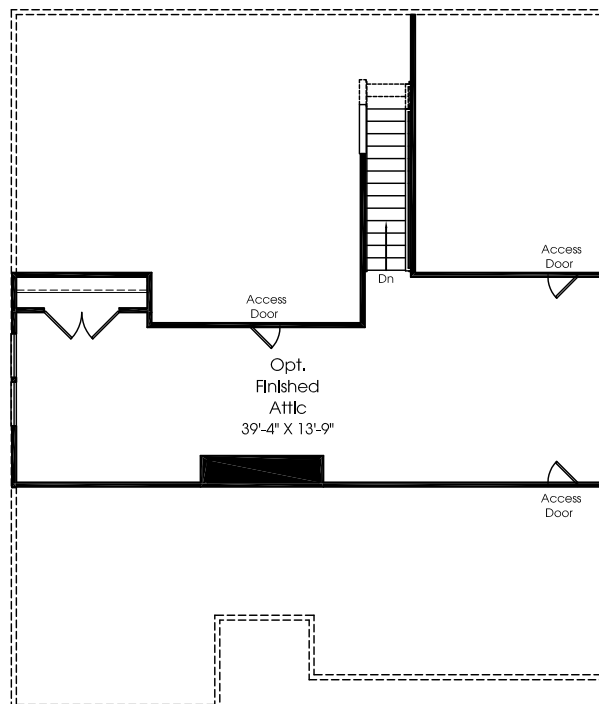 Access
Door
Dn
Access
Door
Opt.
Finished
Attic
39'-4" X 13'-9"
Access
Door